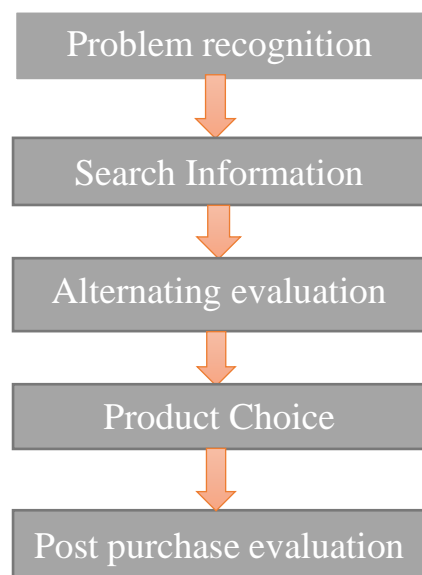 Problem recognition
Search Information
Alternating evaluation
Product Choice
Post purchase evaluation